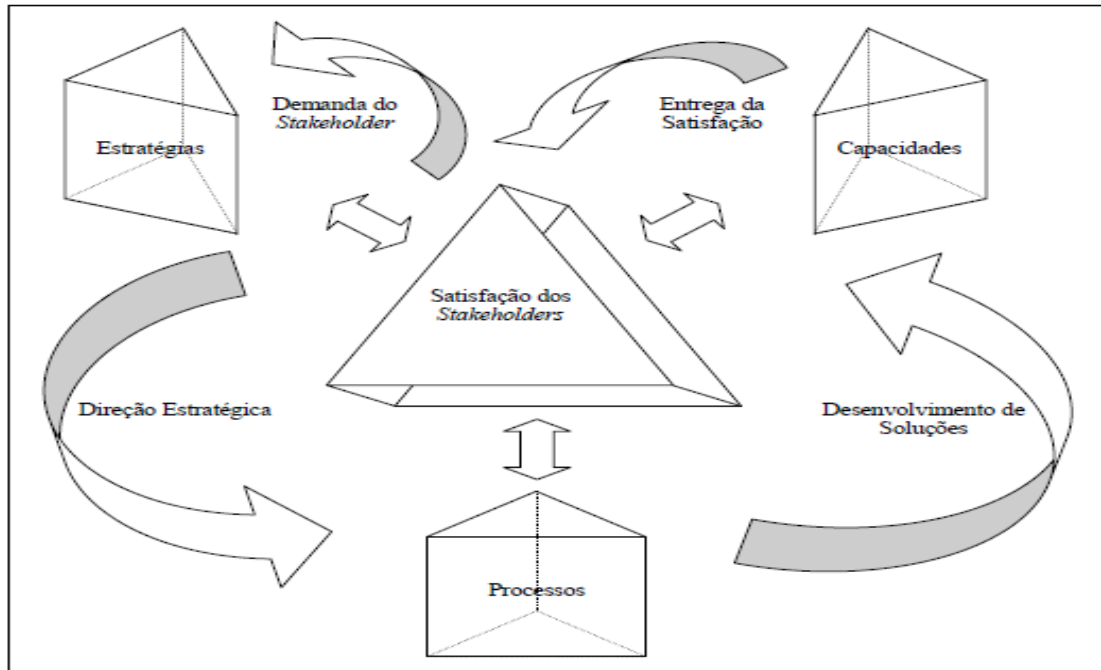 Demanda do
Stakeholder
Entrega da
Satisfação
Estratégias
Capacidades
Satisfação dos
Stakeholders
Direção Estratégica
Desenvolvimento de
Soluções
Processos